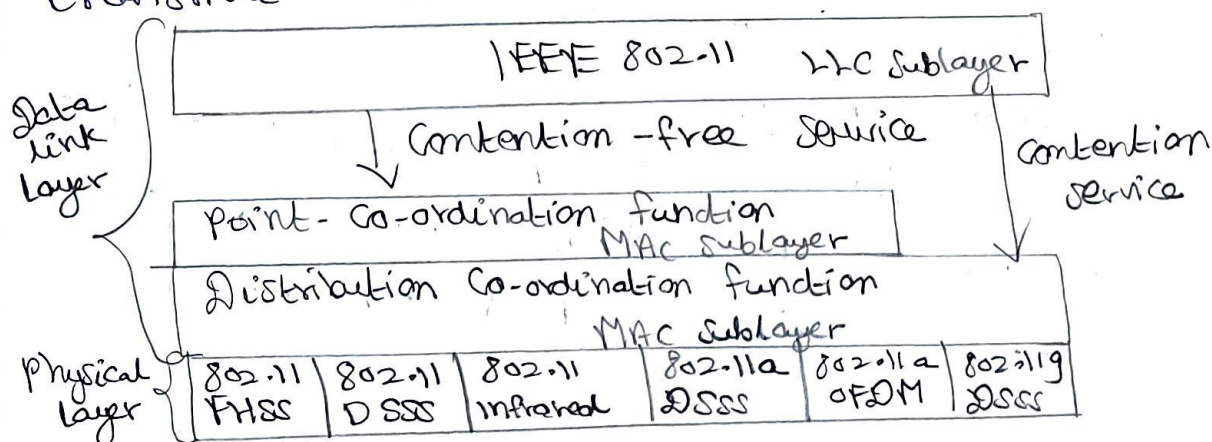 IEEE 802.11 LLC Sublayer
Data
link
Layer
Contention-free Service
Contention
Service
Point-Co-ordination function
MAC Sublayer
Distribution Co-ordination function
MAC Sublayer
Physical
Layer
802.11
FHSS
802.11
DSSS
802.11
Infrared
802.11a
DSSS
802.11a
OFDM
802.11g
DSSS